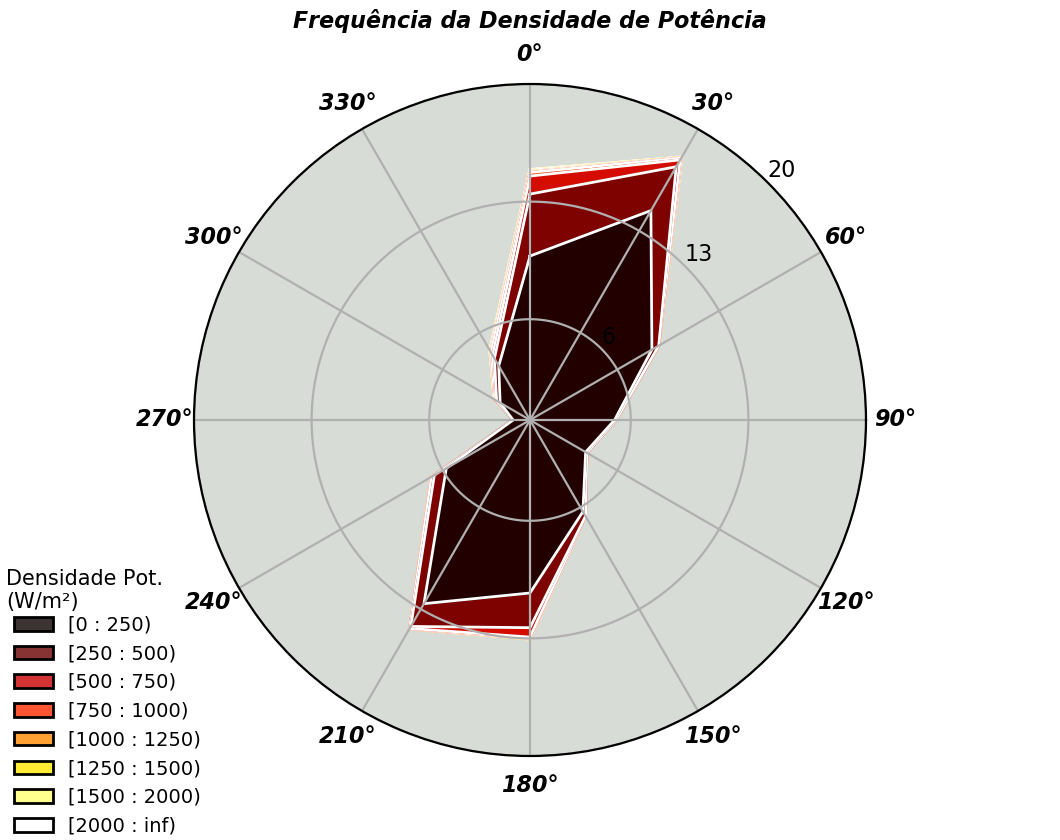 Frequência da Densidade de Potência
0°
330°
30°
20
300°
60°
13
6
270°
90°
240°
120°
210°
150°
180°
Densidade Pot.
(W/m²)
[0 : 250)
[250 : 500)
[500 : 750)
[750 : 1000)
[1000 : 1250)
[1250 : 1500)
[1500 : 2000)
[2000 : inf)